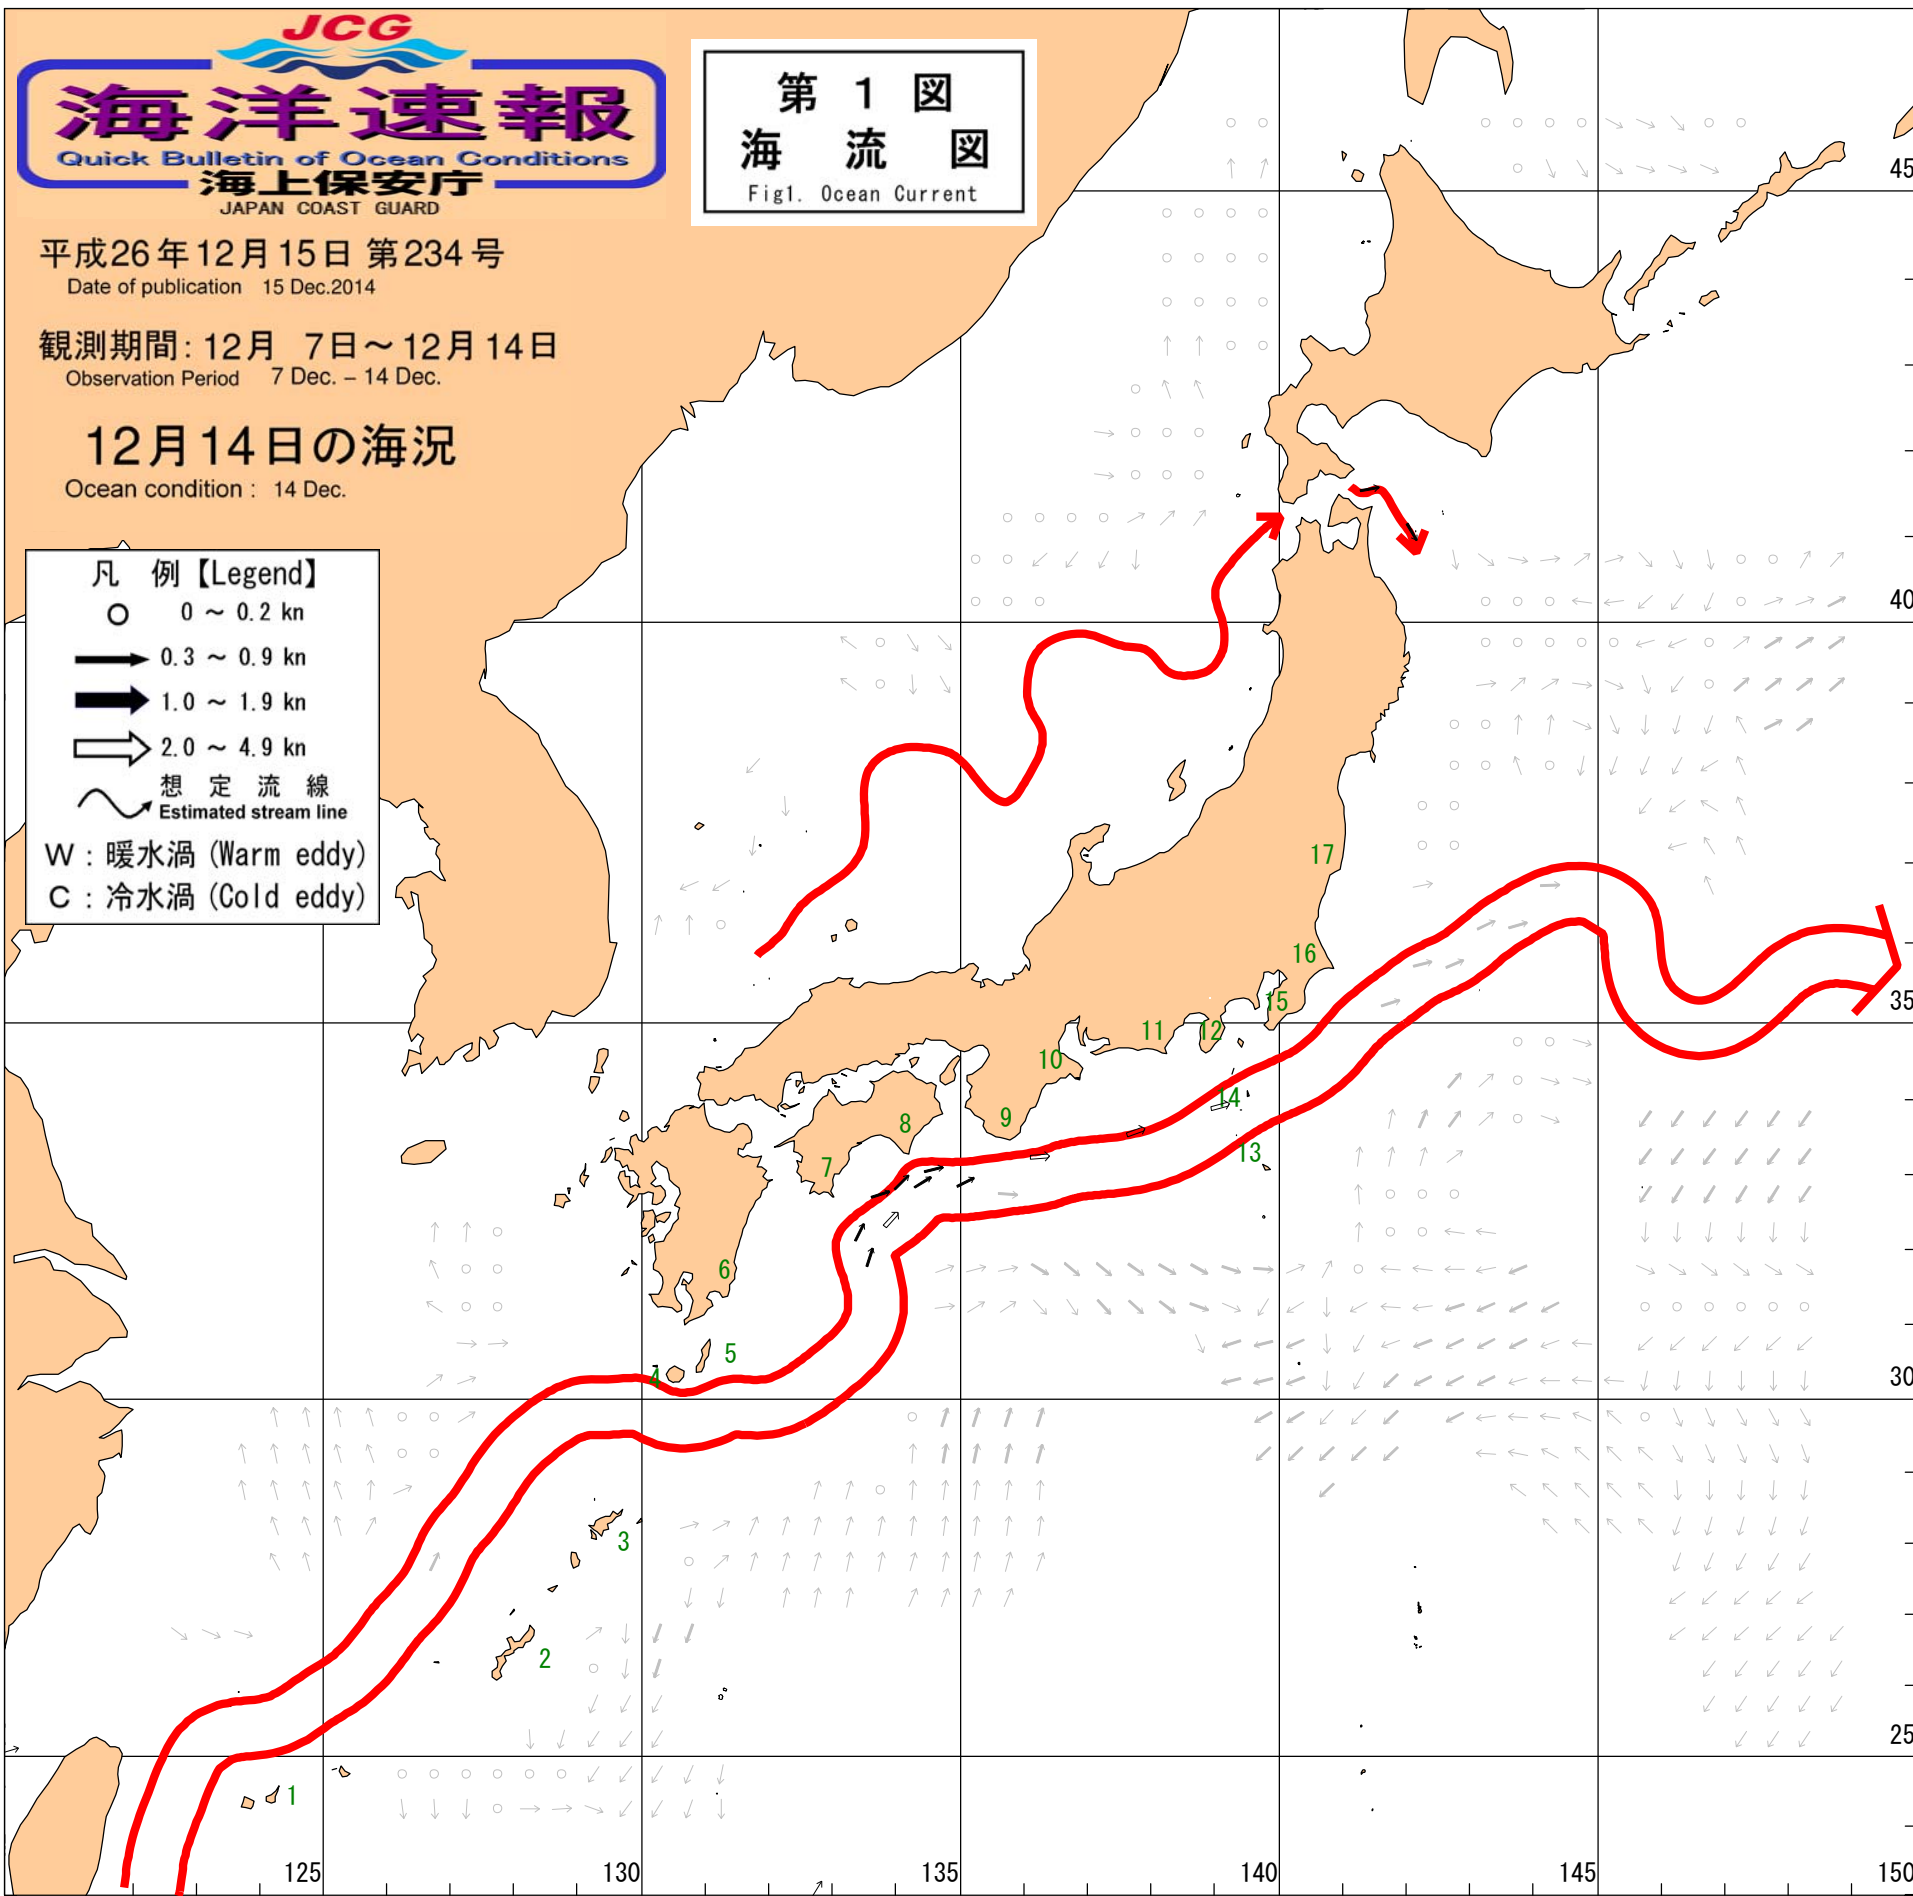 JCG
海洋速報
Quick Bulletin of Ocean Conditions
海上保安庁
JAPAN COAST GUARD
第 1 図
海 流 図
Fig1. Ocean Current
平成26年12月15日 第234号
Date of publication 15 Dec.2014
観測期間: 12月 7日~12月14日
Observation Period 7 Dec. – 14 Dec.
12月14日の海況
Ocean condition : 14 Dec.
凡 例【Legend】
0 ~ 0.2 kn
0.3 ~ 0.9 kn
1.0 ~ 1.9 kn
2.0 ~ 4.9 kn
想 定 流 線
Estimated stream line
W : 暖水渦 (Warm eddy)
C : 冷水渦 (Cold eddy)
45
40
35
30
25
17
16
15
14
13
12
11
10
9
8
7
6
5
4
3
2
1
125
130
135
140
145
150